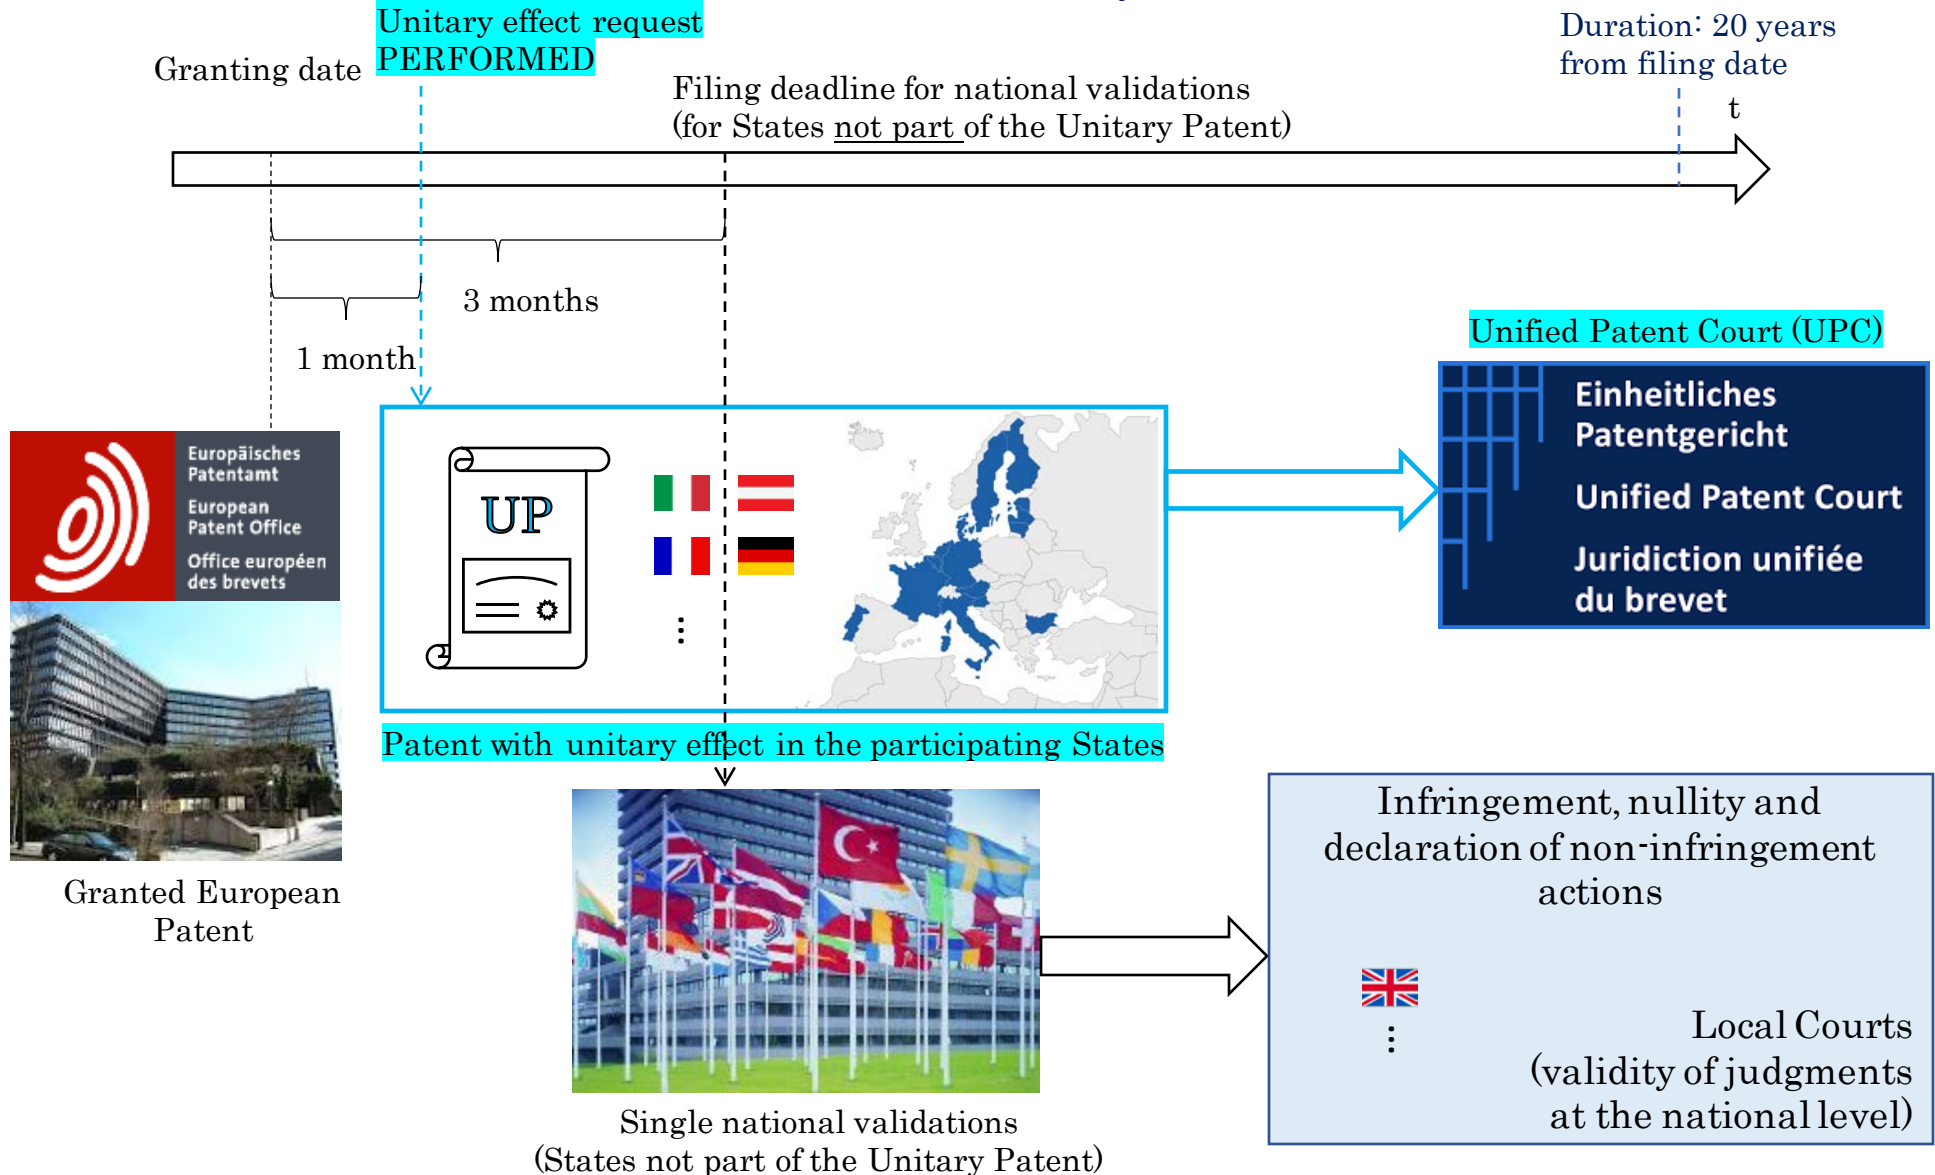 Unitary effect request
PERFORMED
Granting date
Duration: 20 years
from filing date
Filing deadline for national validations
(for States not part of the Unitary Patent)
t
3 months
1 month
Unified Patent Court (UPC)
Einheitliches
Patentgericht
Unified Patent Court
Juridiction unifiée
du brevet
Europäisches
Patentamt
European
Patent Office
Office européen
des brevets
UP
Patent with unitary effect in the participating States
Granted European
Patent
Infringement, nullity and
declaration of non-infringement
actions
Local Courts
(validity of judgments
at the national level)
Single national validations
(States not part of the Unitary Patent)